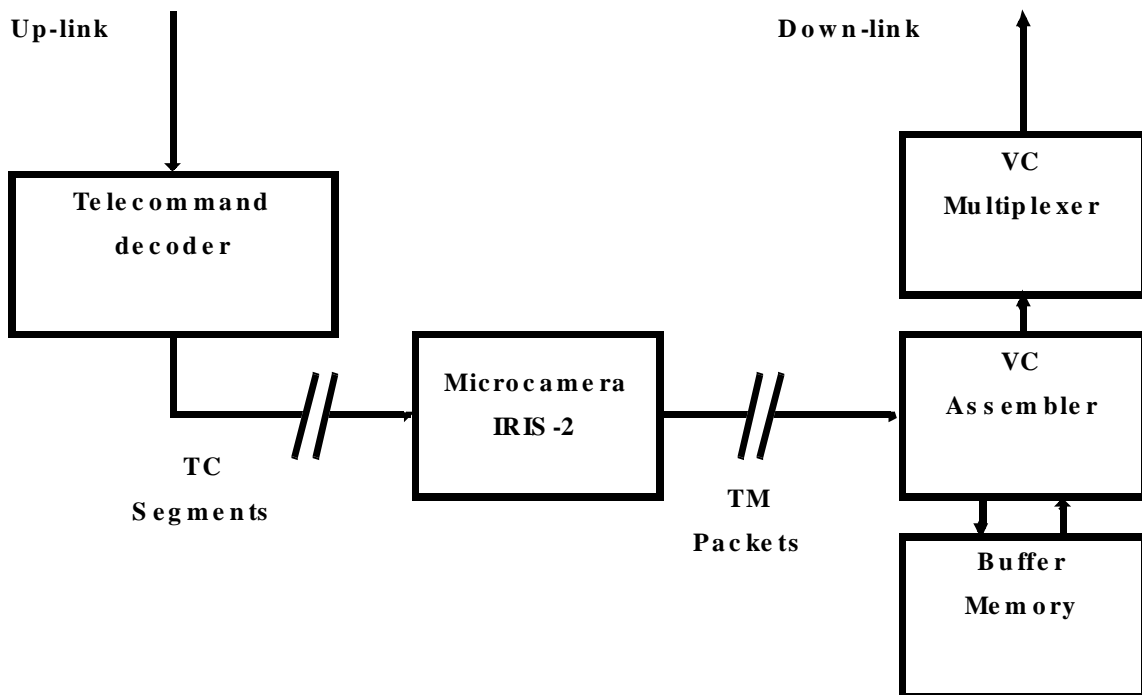 Up-link
Down-link
Telecommand
decoder
VC
Multiplexer
Microcamera
IRIS-2
VC
Assembler
TC
Segments
TM
Packets
Buffer
Memory